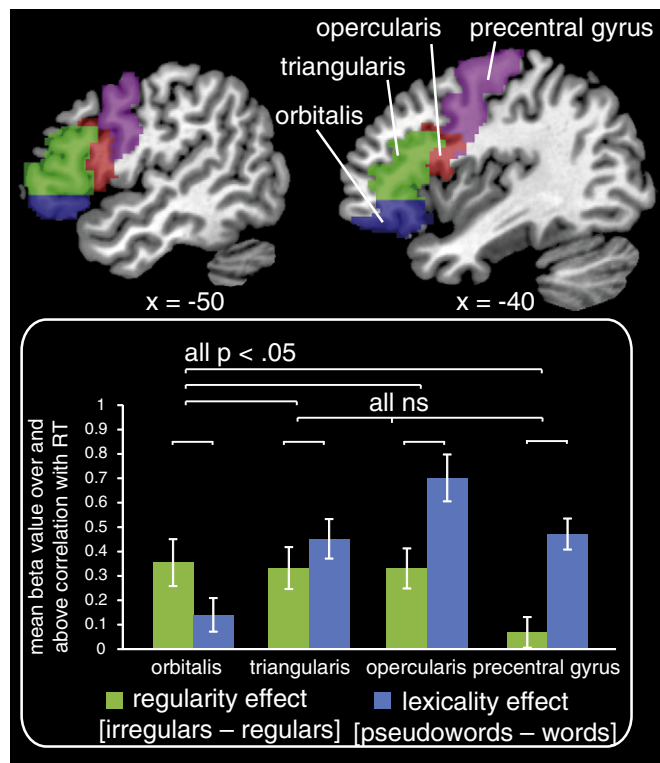 opercularis precentral gyrus
triangularis
orbitalis
x = -50 x = -40
all p < .05
all ns
mean beta value over and
above correlation with RT
1
0.9
0.8
0.7
0.6
0.5
0.4
0.3
0.2
0.1
0
orbitalis triangularis opercularis precentral gyrus
regularity effect lexicality effect
[irregulars – regulars] [pseudowords – words]